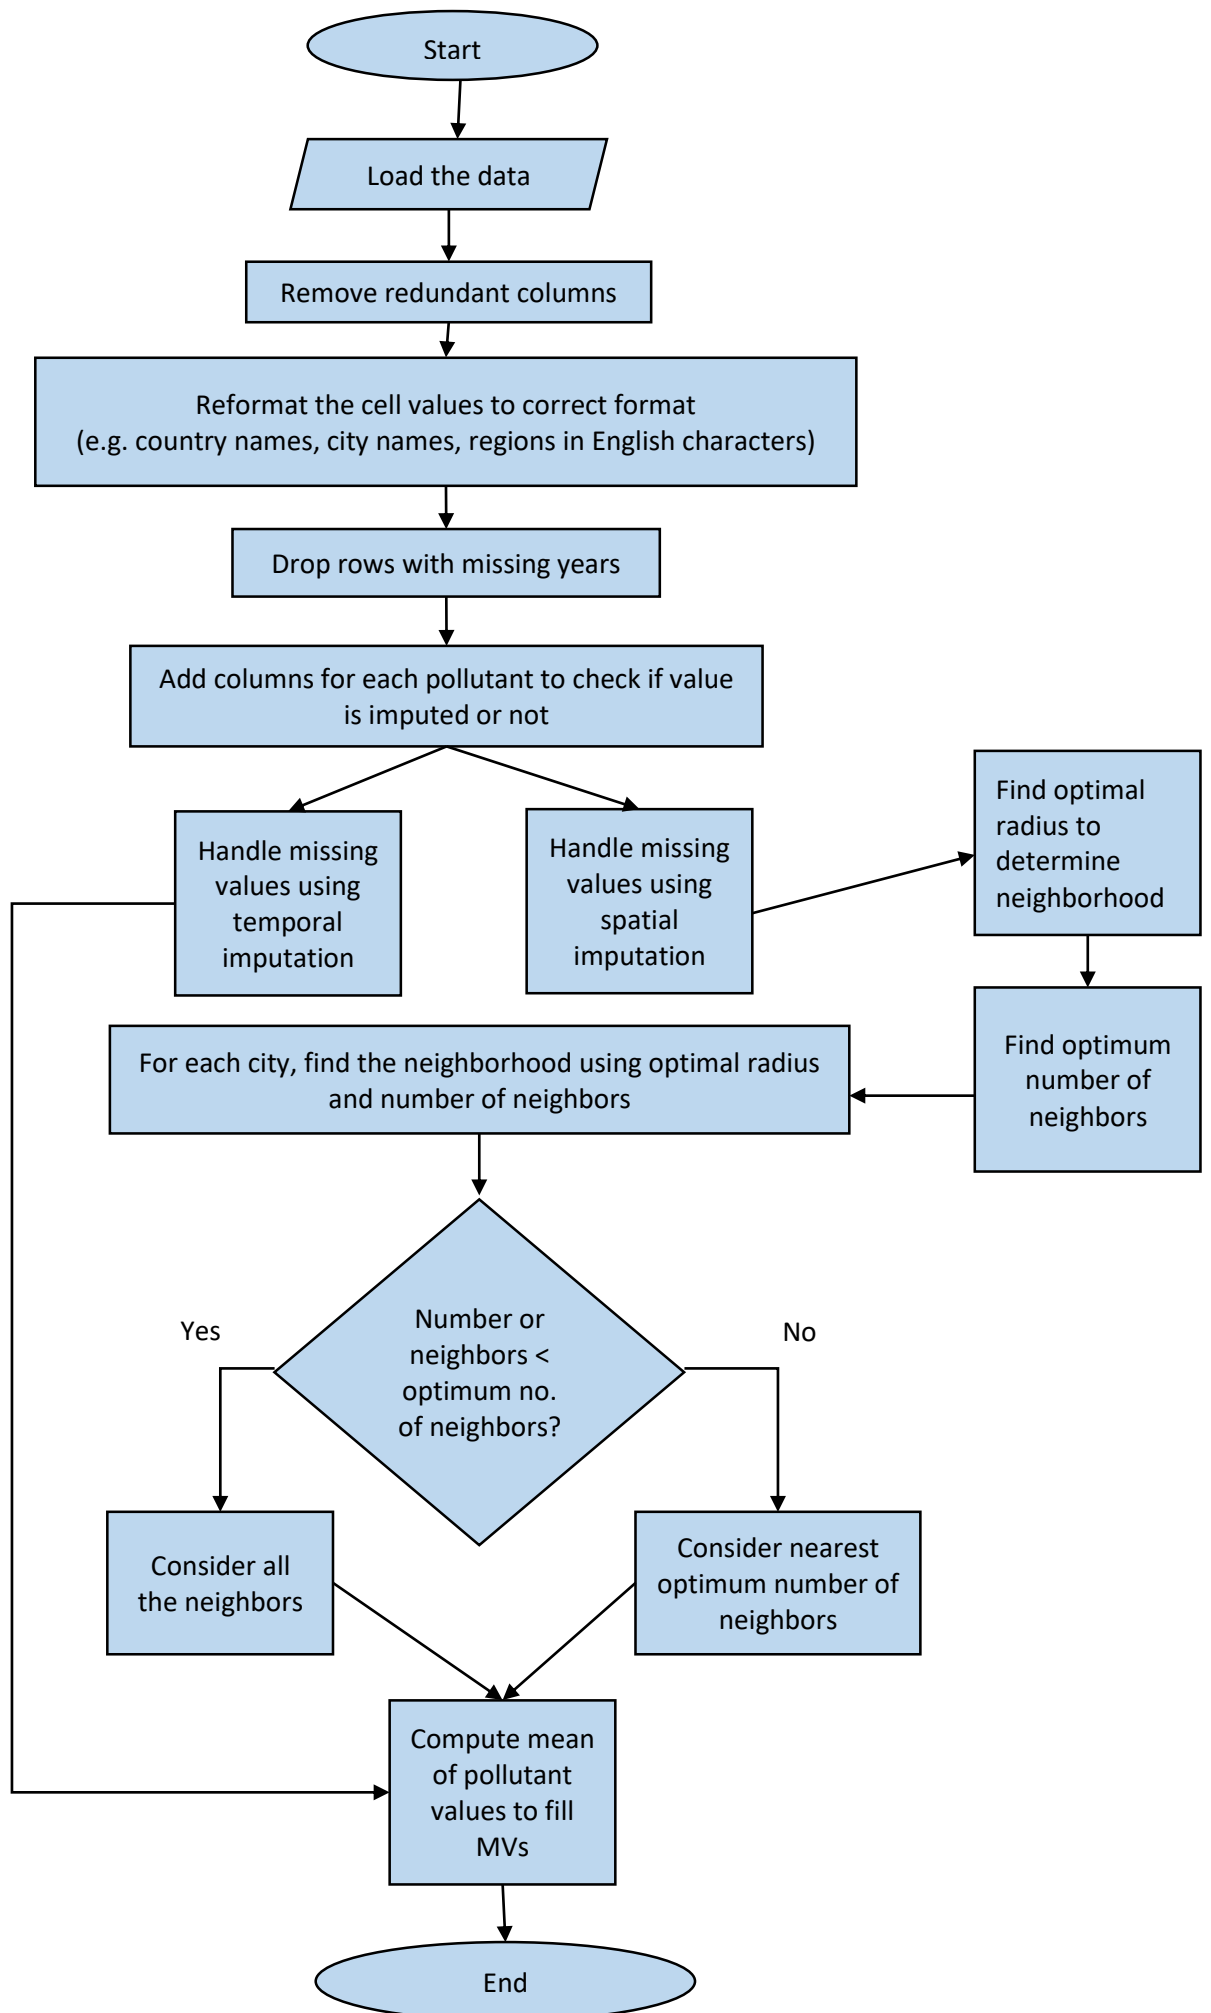 Start
Load the data
Remove redundant columns
Reformat the cell values to correct format
(e.g. country names, city names, regions in English characters)
Drop rows with missing years
Add columns for each pollutant to check if value
is imputed or not
Handle missing
values using
temporal
imputation
Handle missing
values using
spatial
imputation
Find optimal
radius to
determine
neighborhood
Find optimum
number of
neighbors
For each city, find the neighborhood using optimal radius
and number of neighbors
Number or
neighbors <
optimum no.
of neighbors?
Yes
No
Consider all
the neighbors
Consider nearest
optimum number of
neighbors
Compute mean
of pollutant
values to fill
MVs
End